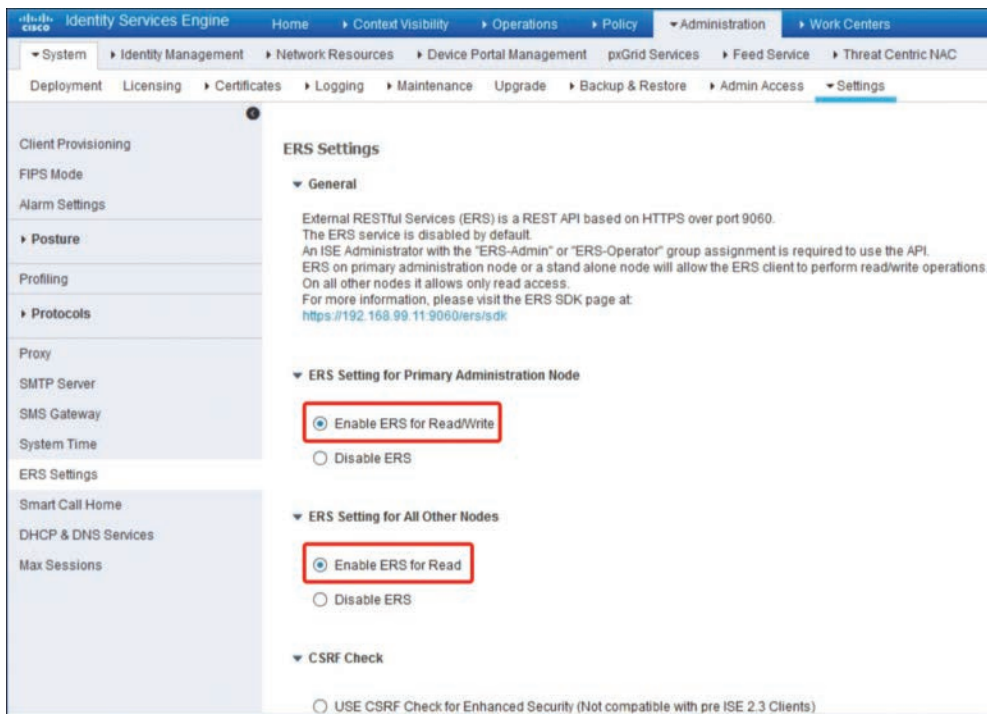 cisco Identity Services Engine Home Context Visibility Operations Policy Administration Work Centers
System Identity Management Network Resources Device Portal Management pxGrid Services Feed Service Threat Centric NAC
Deployment Licensing Certificates Logging Maintenance Upgrade Backup & Restore Admin Access Settings
Client Provisioning
FIPS Mode
Alarm Settings
Posture
Profiling
Protocols
Proxy
SMTP Server
SMS Gateway
System Time
ERS Settings
Smart Call Home
DHCP & DNS Services
Max Sessions
ERS Settings
General
External RESTful Services (ERS) is a REST API based on HTTPS over port 9060.
The ERS service is disabled by default.
An ISE Administrator with the "ERS-Admin" or "ERS-Operator" group assignment is required to use the API.
ERS on primary administration node or a stand alone node will allow the ERS client to perform read/write operations.
On all other nodes it allows only read access.
For more information, please visit the ERS SDK page at:
https://192.168.99.11:9060/ers/sdk
ERS Setting for Primary Administration Node
Enable ERS for Read/Write
Disable ERS
ERS Setting for All Other Nodes
Enable ERS for Read
Disable ERS
CSRF Check
USE CSRF Check for Enhanced Security (Not compatible with pre ISE 2.3 Clients)